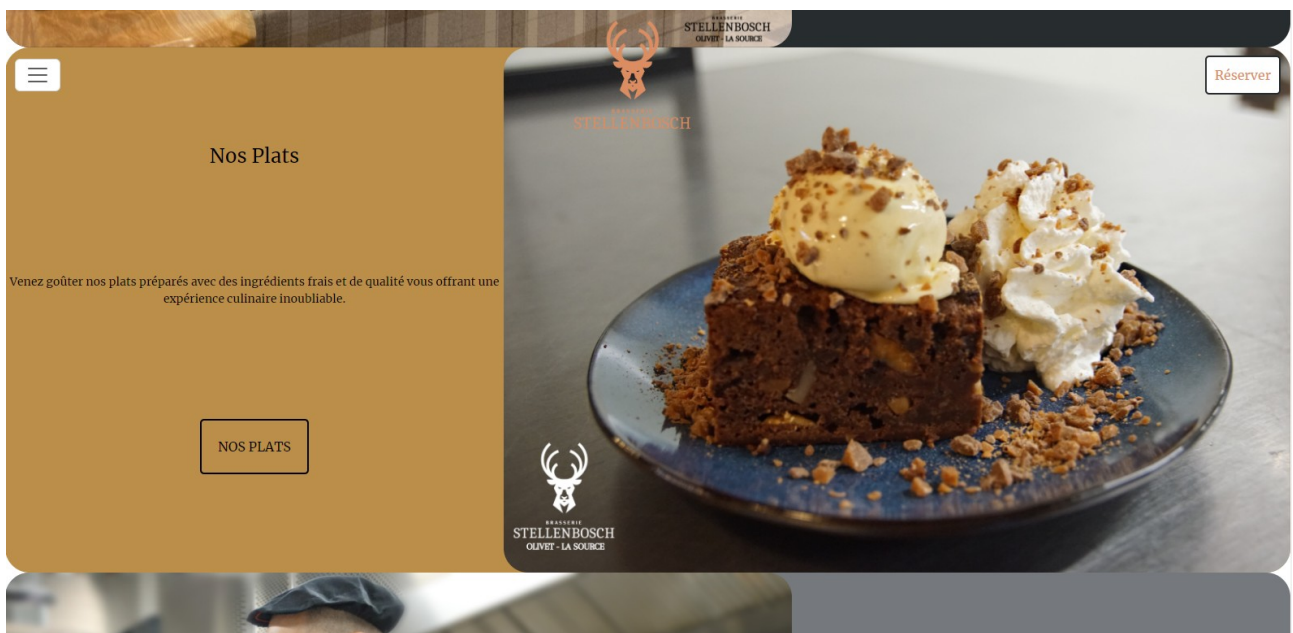 BRASSERIE
STELLENBOSCH
OLIVET - LA SOURCE
Réserver
BRASSERIE
STELLENBOSCH
Nos Plats
Venez goûter nos plats préparés avec des ingrédients frais et de qualité vous offrant une
expérience culinaire inoubliable.
NOS PLATS
BRASSERIE
STELLENBOSCH
OLIVET - LA SOURCE